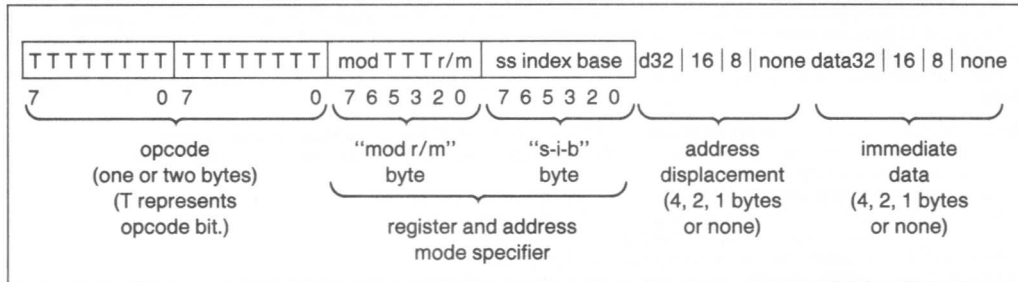 T T T T T T T T T T T T T T T T mod T T T r/m ss index base d32 | 16 | 8 | none data32 | 16 | 8 | none
7 0 7 0 7 6 5 3 2 0 7 6 5 3 2 0
opcode “mod r/m” “s-i-b” address immediate
(one or two bytes) byte byte displacement data
(T represents (4, 2, 1 bytes (4, 2, 1 bytes
opcode bit.) register and address or none) or none)
mode specifier